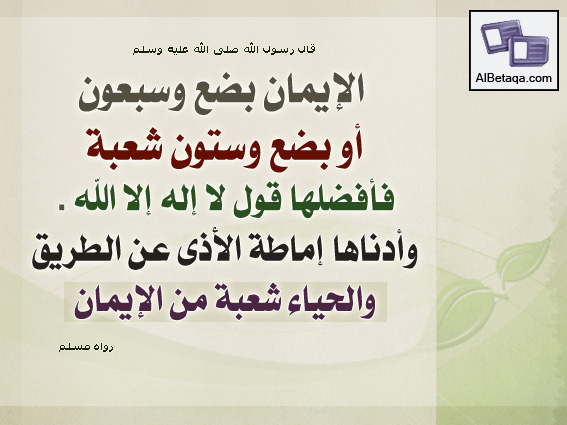 AlBetaqa.com
قال رسول الله صلى الله عليه وسلم
الإيمان بضع وسبعون
أو بضع وستون شعبة
فأفضلها قول لا إله إلا الله .
وأدناها إماطة الأذى عن الطريق
والحياء شعبة من الإيمان
رواه مسلم